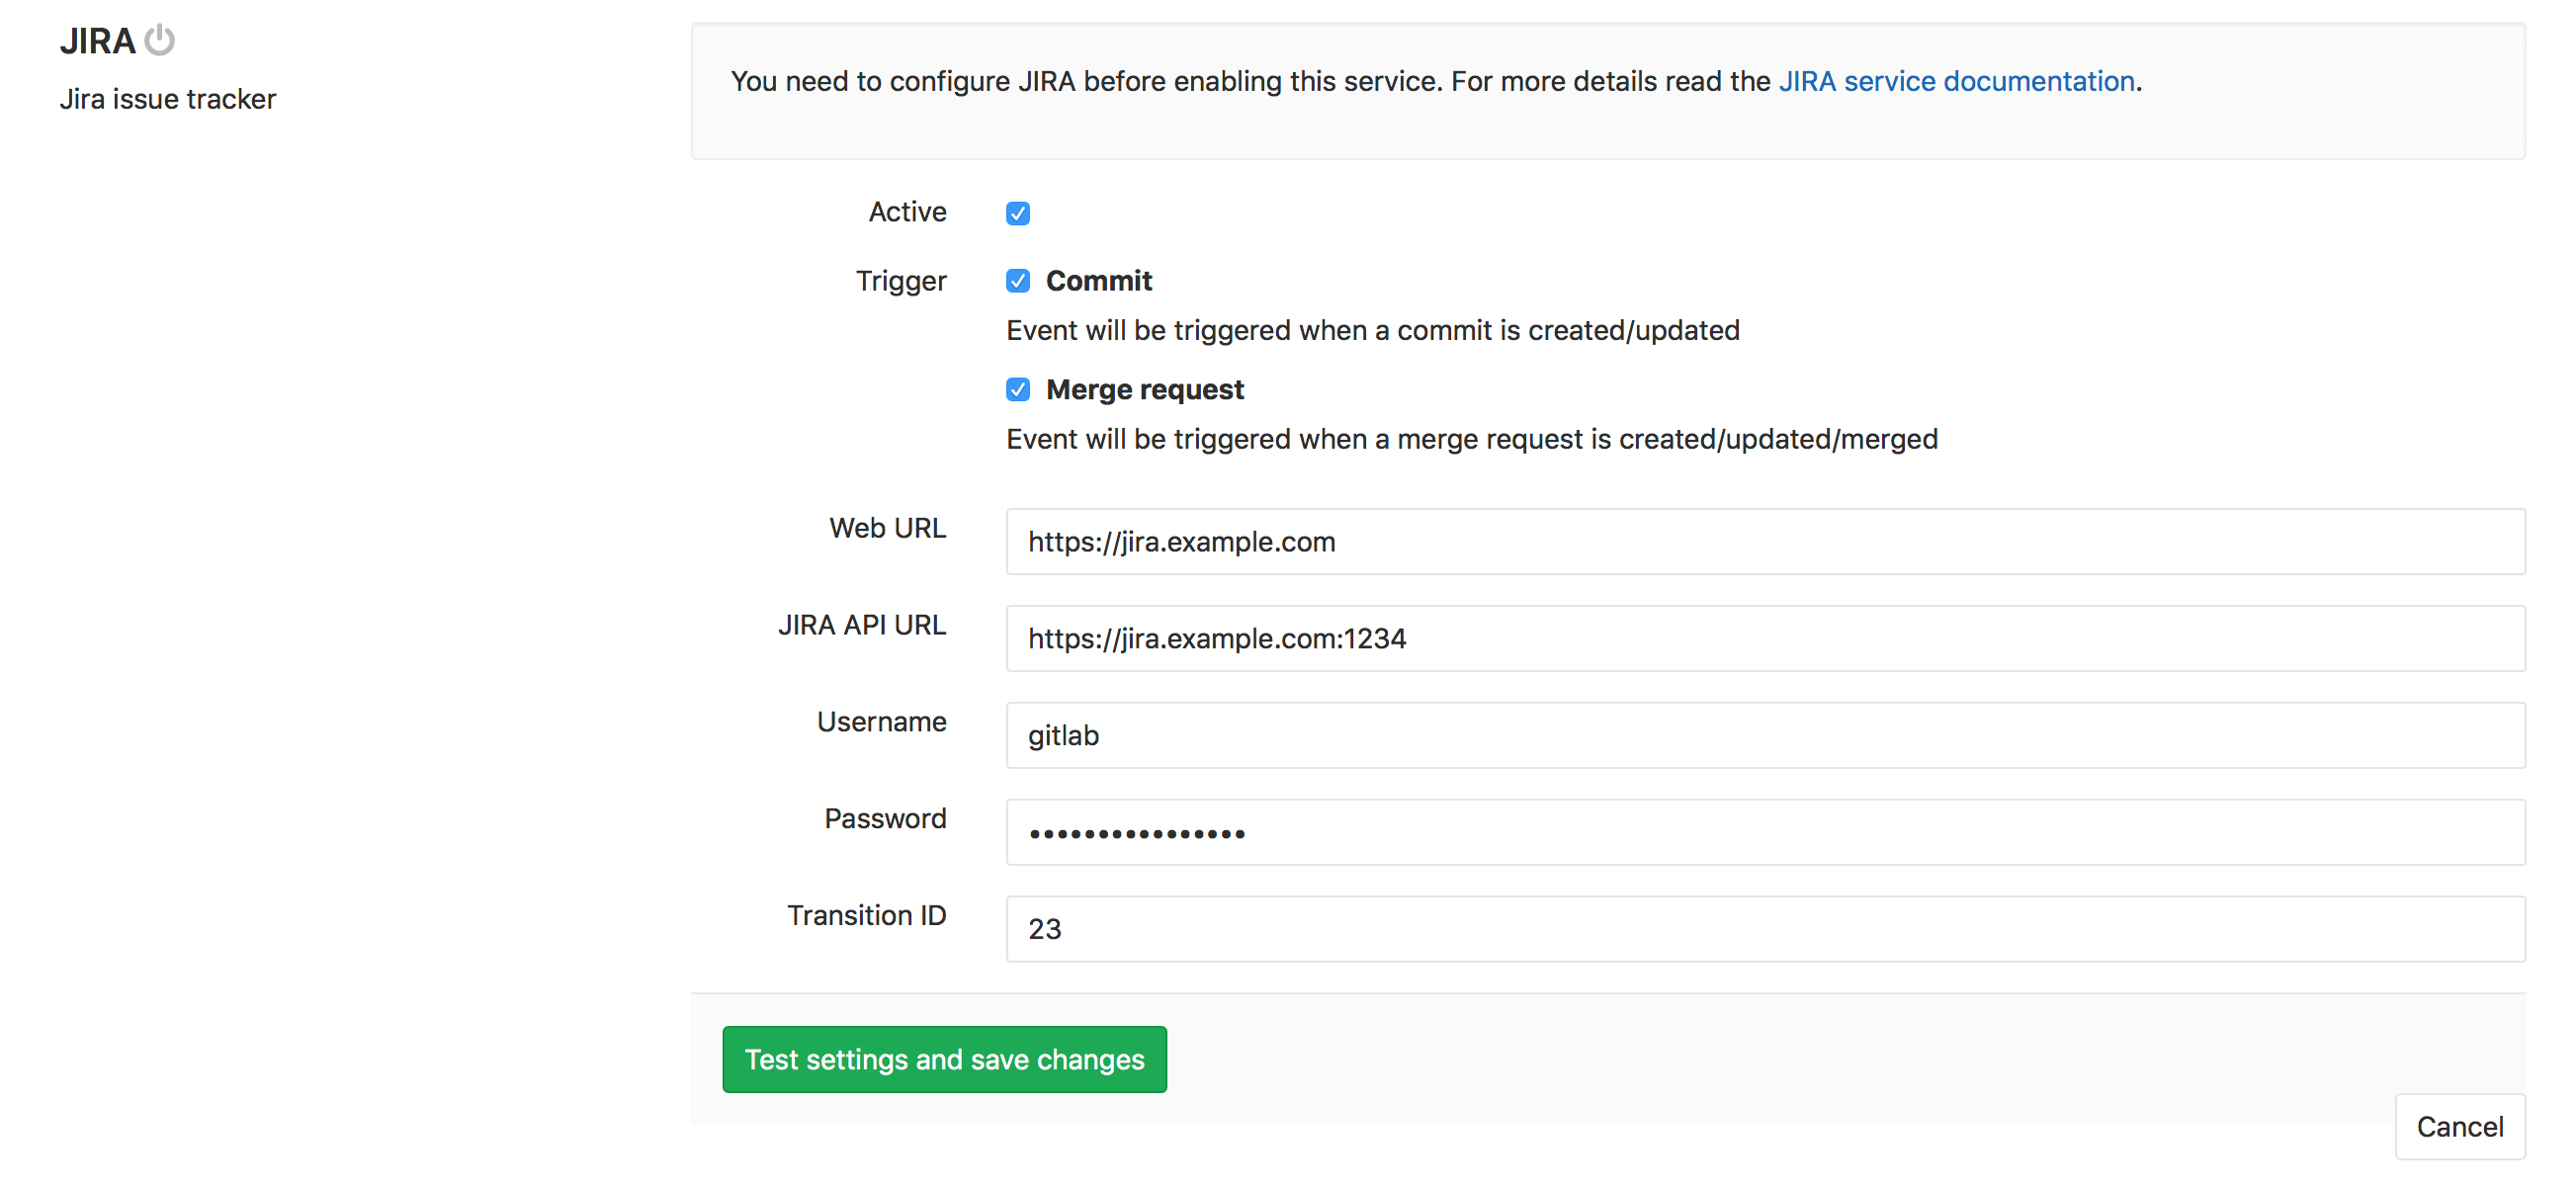 JIRA
Jira issue tracker
You need to configure JIRA before enabling this service. For more details read the JIRA service documentation.
Active
Trigger
Commit
Event will be triggered when a commit is created/updated
Merge request
Event will be triggered when a merge request is created/updated/merged
Web URL
https://jira.example.com
JIRA API URL
https://jira.example.com:1234
Username
gitlab
Password
••••••••••••••••
Transition ID
23
Test settings and save changes
Cancel